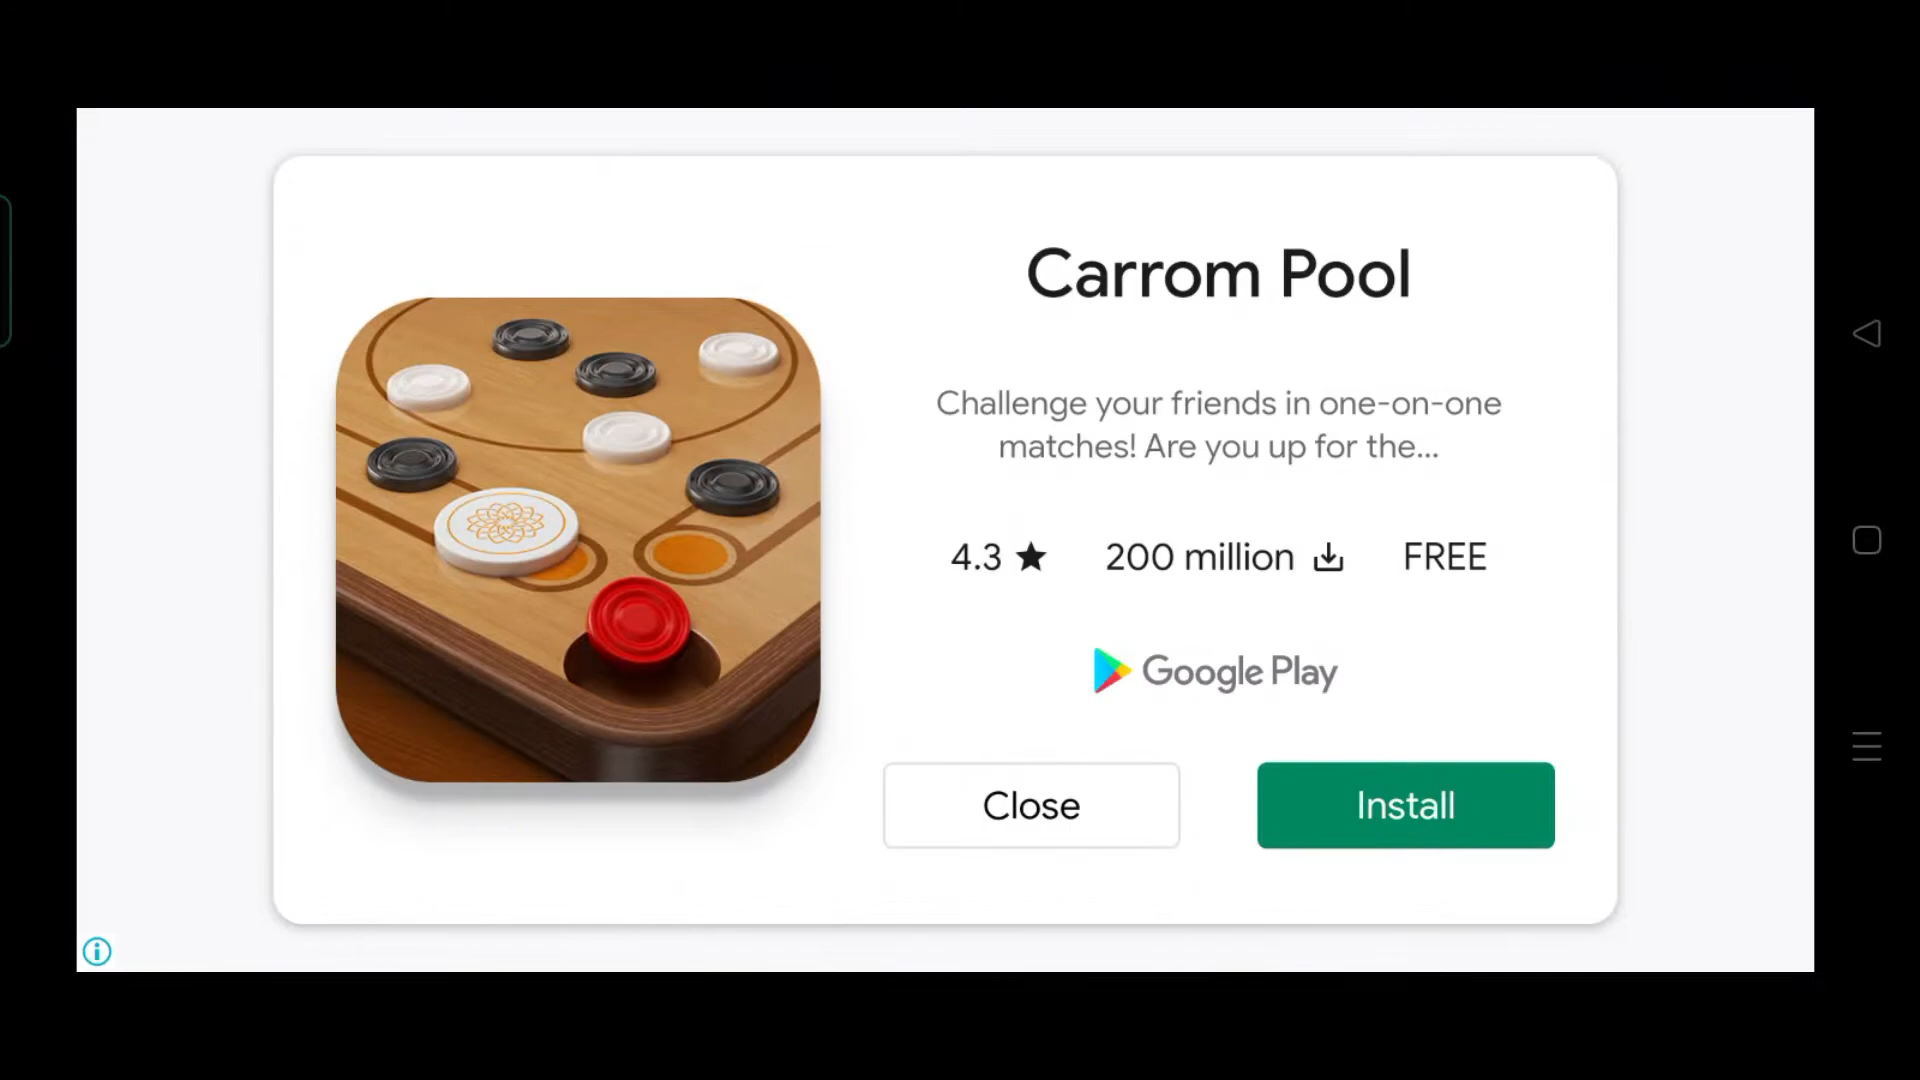 Carrom Pool
Challenge your friends in one-on-one
matches! Are you up for the...
4.3 ★ 200 million FREE
Google Play
Close Install